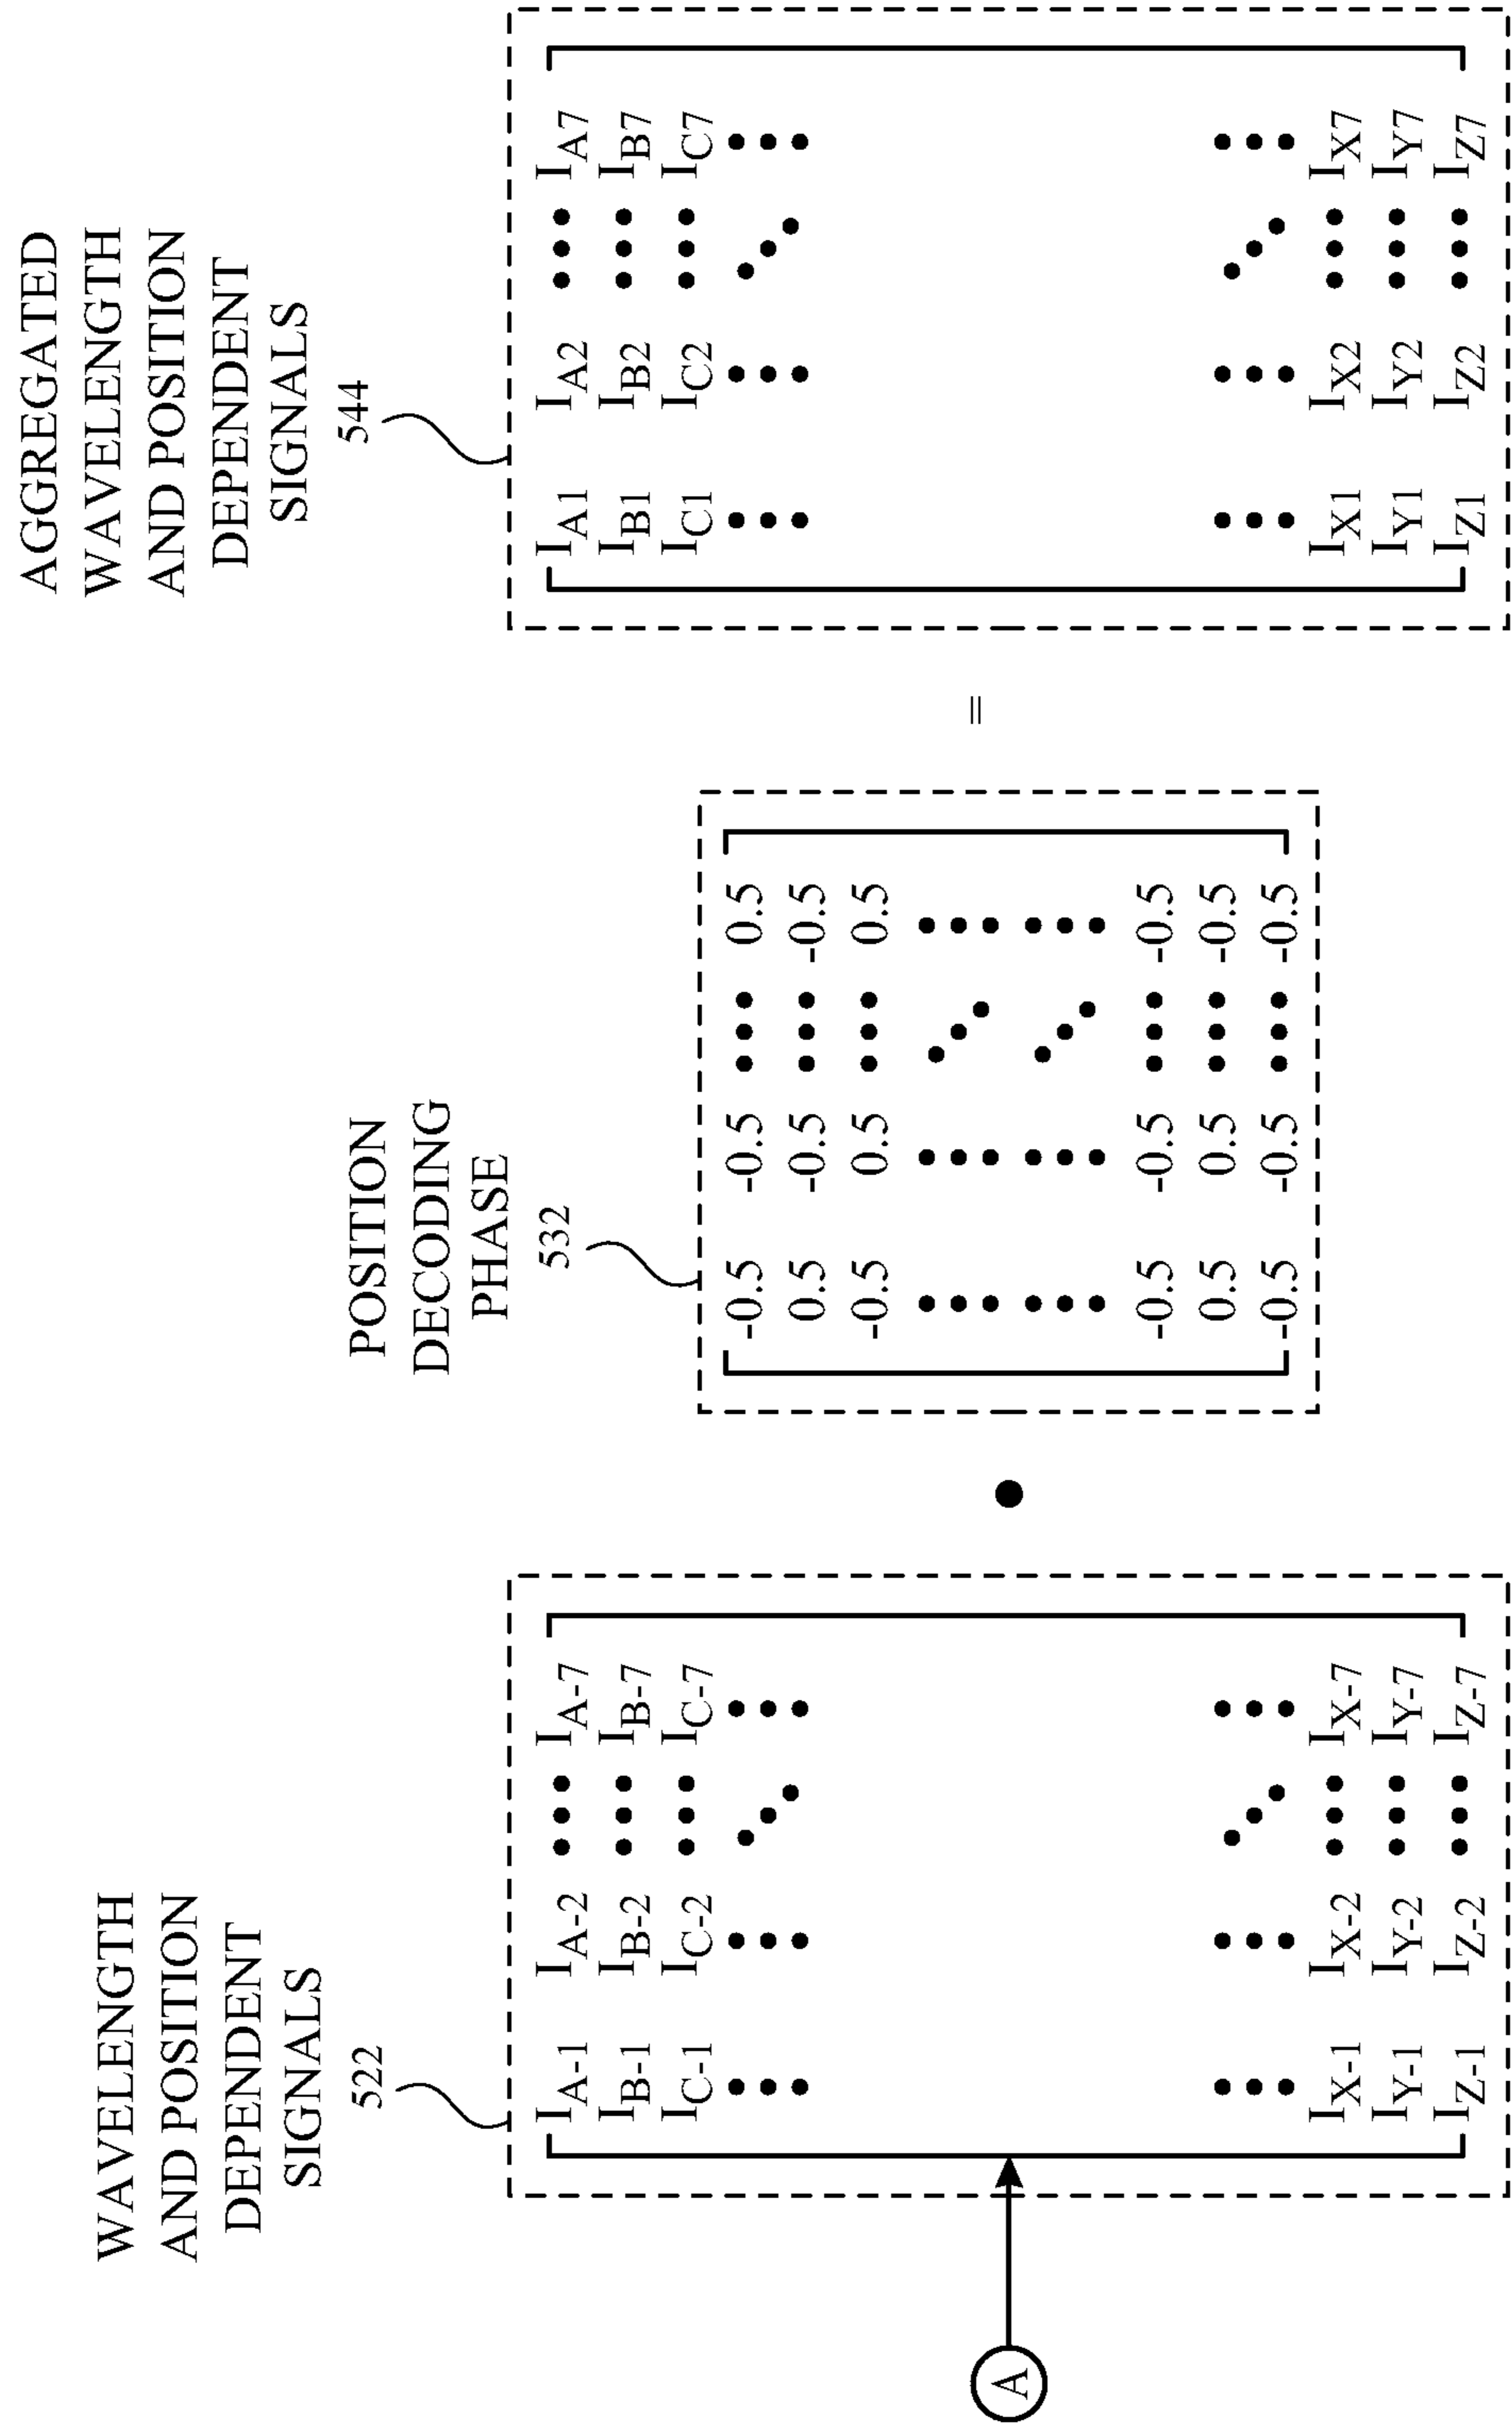 WAVELENGTH
AND POSITION
DEPENDENT
SIGNALS
522
I_A-1 I_A-2 ••• I_A-7
I_B-1 I_B-2 ••• I_B-7
I_C-1 I_C-2 ••• I_C-7
I_X-1 I_X-2 ••• I_X-7
I_Y-1 I_Y-2 ••• I_Y-7
I_Z-1 I_Z-2 ••• I_Z-7
A
•
POSITION
DECODING
PHASE
532
-0.5 -0.5 ••• 0.5
0.5 -0.5 ••• -0.5
-0.5 0.5 ••• 0.5
-0.5 -0.5 ••• -0.5
0.5 0.5 ••• -0.5
-0.5 -0.5 ••• -0.5
=
AGGREGATED
WAVELENGTH
AND POSITION
DEPENDENT
SIGNALS
544
I_A1 I_A2 ••• I_A7
I_B1 I_B2 ••• I_B7
I_C1 I_C2 ••• I_C7
I_X1 I_X2 ••• I_X7
I_Y1 I_Y2 ••• I_Y7
I_Z1 I_Z2 ••• I_Z7